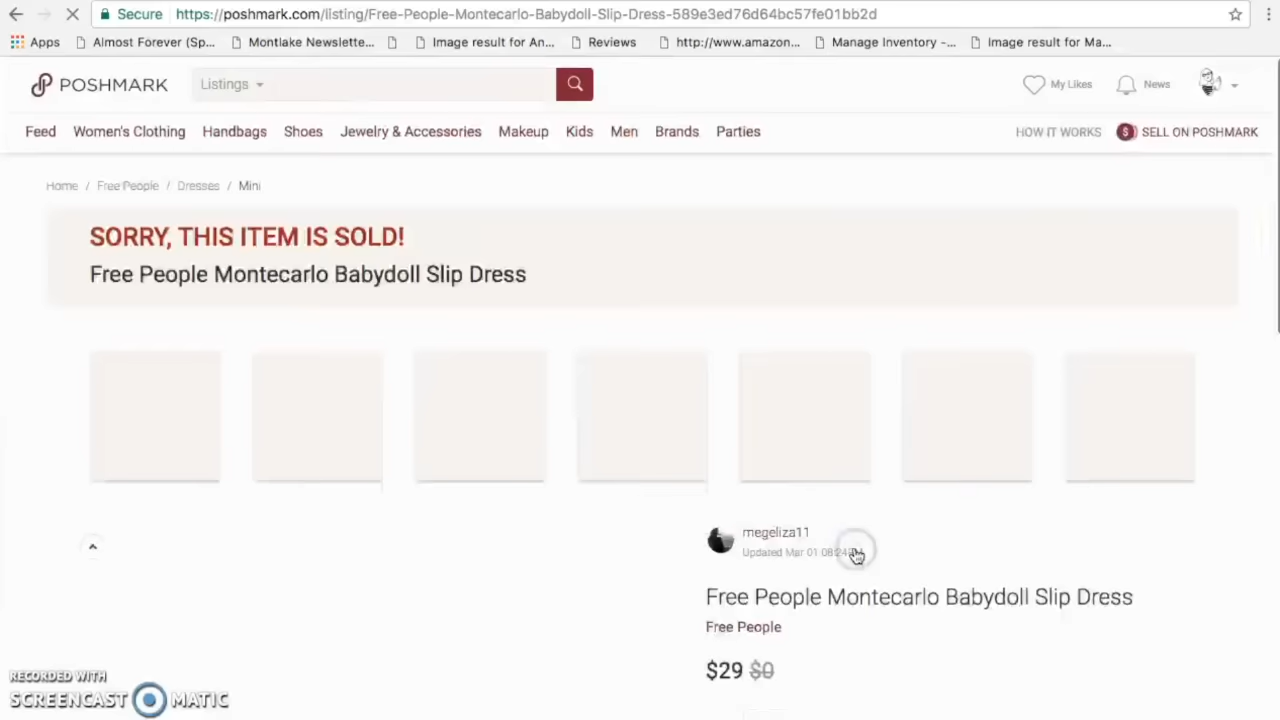 Secure https://poshmark.com/listing/Free-People-Montecarlo-Babydoll-Slip-Dress-589e3ed76d64bc57fe01bb2d
Apps Almost Forever (Sp... Montlake Newslette... Image result for An... Reviews http://www.amazon... Manage Inventory -... Image result for Ma...
POSHMARK Listings My Likes News
Feed Women's Clothing Handbags Shoes Jewelry & Accessories Makeup Kids Men Brands Parties HOW IT WORKS $ SELL ON POSHMARK
Home / Free People / Dresses / Mini
SORRY, THIS ITEM IS SOLD!
Free People Montecarlo Babydoll Slip Dress
megeliza11
Updated Mar 01
Free People Montecarlo Babydoll Slip Dress
Free People
$29 $0
RECORDED WITH
SCREENCAST MATIC